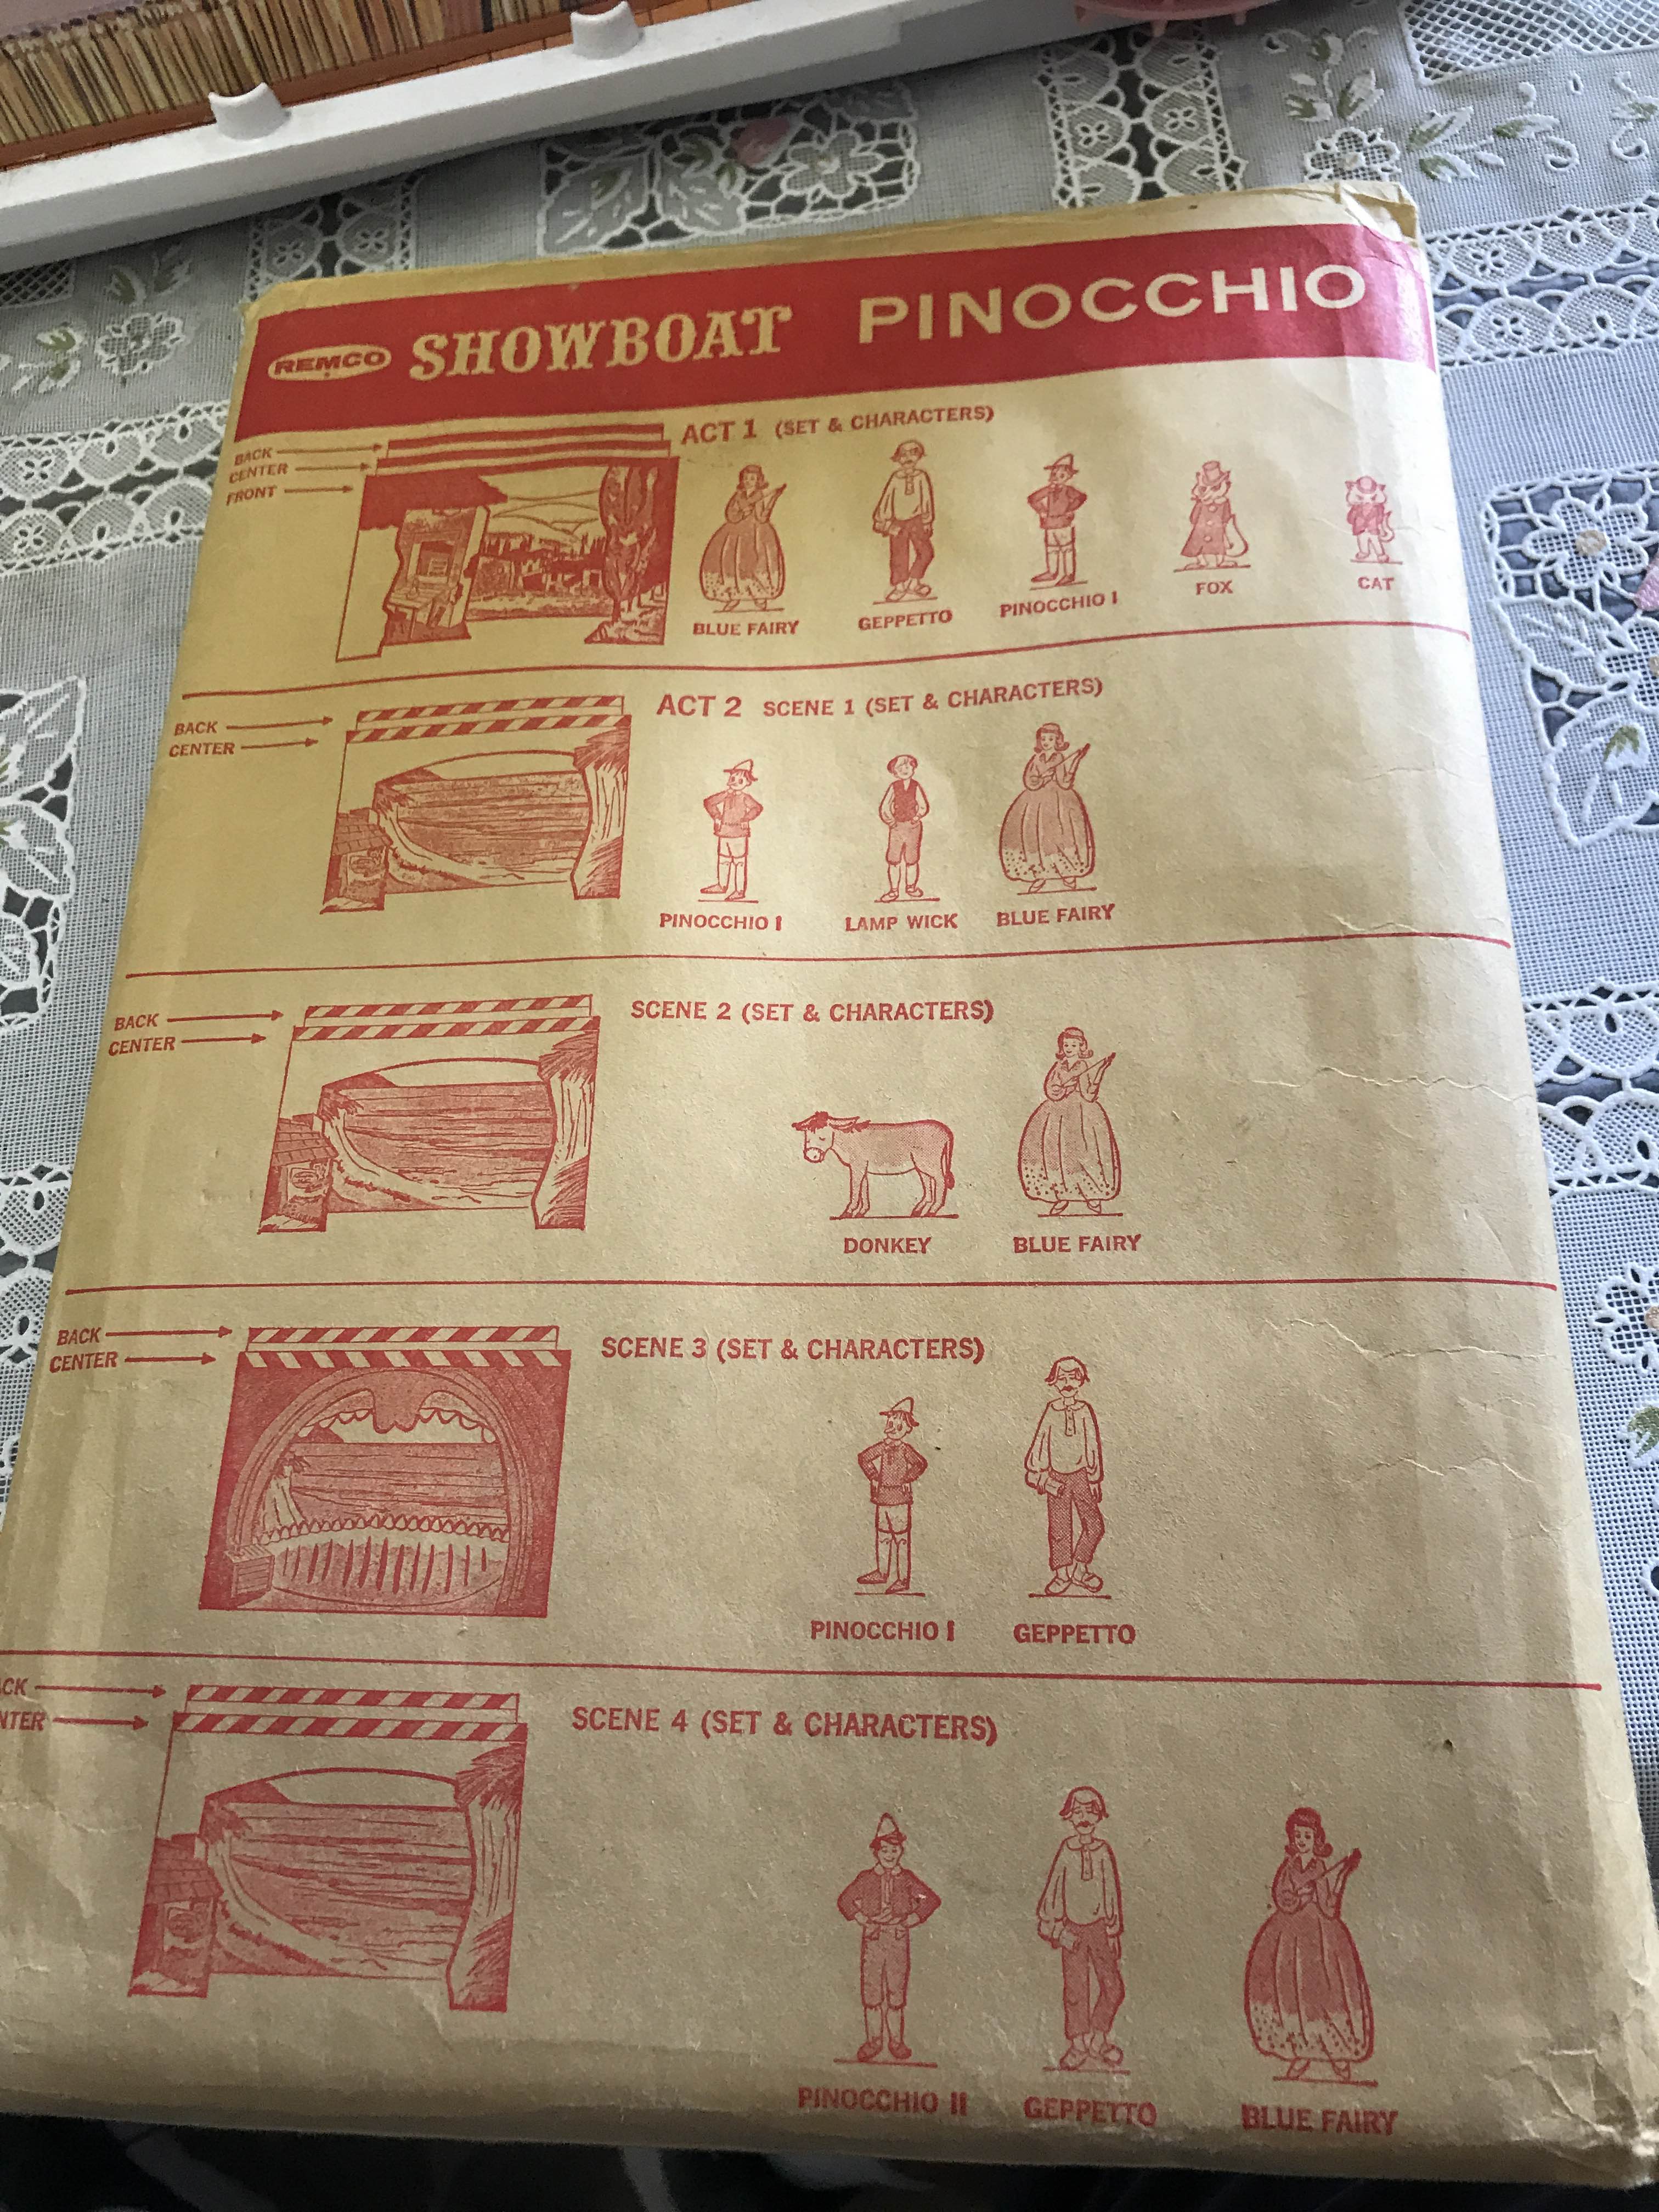 REMCO SHOWBOAT PINOCCHIO
ACT 1 (SET & CHARACTERS)
BACK
CENTER
FRONT
BLUE FAIRY GEPPETTO PINOCCHIO I FOX CAT
ACT 2 SCENE 1 (SET & CHARACTERS)
BACK
CENTER
PINOCCHIO I LAMP WICK BLUE FAIRY
SCENE 2 (SET & CHARACTERS)
BACK
CENTER
DONKEY BLUE FAIRY
SCENE 3 (SET & CHARACTERS)
BACK
CENTER
PINOCCHIO I GEPPETTO
SCENE 4 (SET & CHARACTERS)
CK
NTER
PINOCCHIO II GEPPETTO BLUE FAIRY